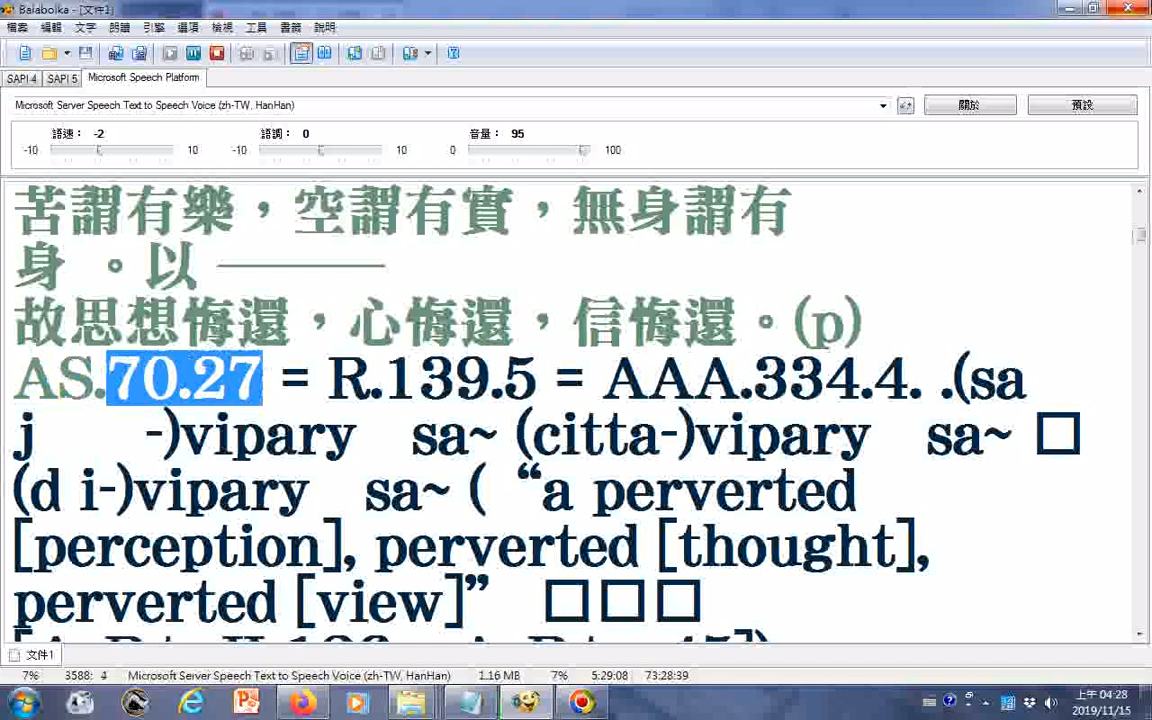 Balabolka - [文件1]
檔案 編輯 文字 朗讀 引擎 選項 檢視 工具 書籤 說明
SAPI 4 SAPI 5 Microsoft Speech Platform
Microsoft Server Speech Text to Speech Voice (zh-TW, HanHan) 關於 預設
語速： -2 語調： 0 音量： 95
-10 10 -10 10 0 100
苦謂有樂，空謂有實，無身謂有
身 。以 ———
故思想悔還，心悔還，信悔還。(p)
AS.70.27 = R.139.5 = AAA.334.4. .(sa
j -)vipary sa~ (citta-)vipary sa~ □
(d i-)vipary sa~ ( “a perverted
[perception], perverted [thought],
perverted [view]” □□□
文件1
7% 3588: 4 Microsoft Server Speech Text to Speech Voice (zh-TW, HanHan) 1.16 MB 7% 5:29:08 73:28:39
上午 04:28
2019/11/15